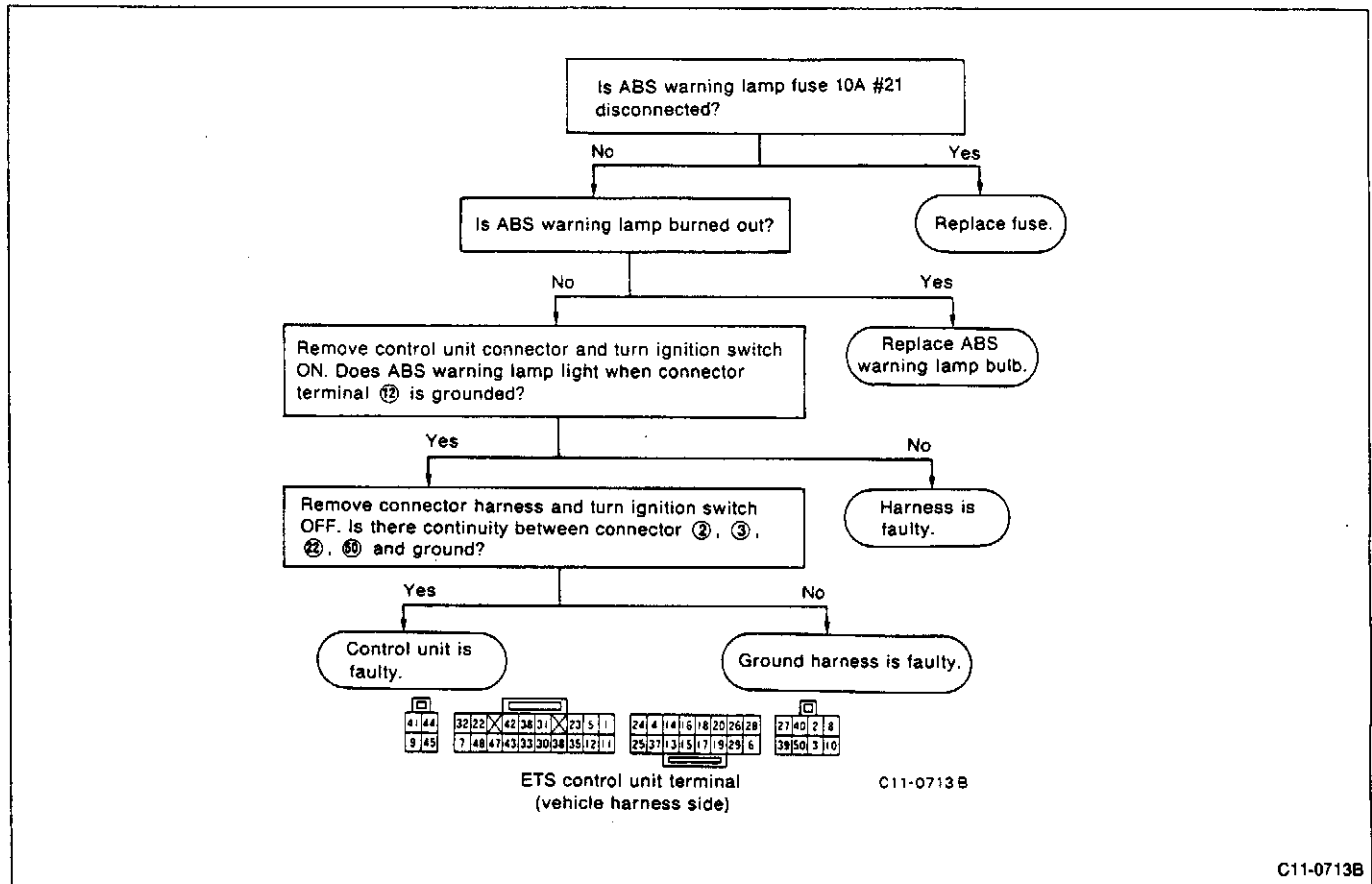 Is ABS warning lamp fuse 10A #21
disconnected?
No
Yes
Is ABS warning lamp burned out?
Replace fuse.
No
Yes
Remove control unit connector and turn ignition switch
ON. Does ABS warning lamp light when connector
terminal ⑫ is grounded?
Replace ABS
warning lamp bulb.
Yes
No
Remove connector harness and turn ignition switch
OFF. Is there continuity between connector ②, ③,
㉒, ㊿ and ground?
Harness is
faulty.
Yes
No
Control unit is
faulty.
Ground harness is faulty.
41 44
9 45
32 22 42 38 31 23 5 1
7 48 47 43 33 30 38 35 12 11
24 4 14 16 18 20 26 28
25 37 13 15 17 19 29 6
27 40 2 8
39 50 3 10
ETS control unit terminal
(vehicle harness side)
C11-0713B
C11-0713B